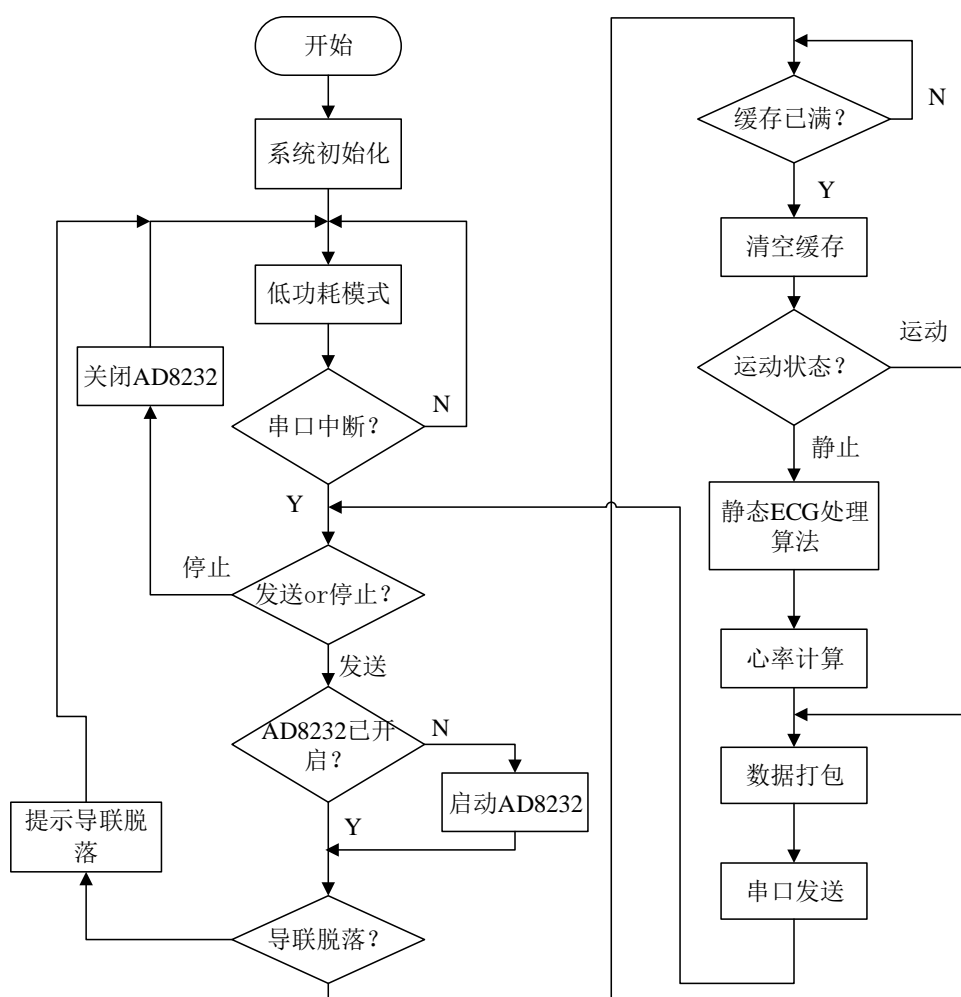 开始
系统初始化
低功耗模式
关闭AD8232
串口中断？
N
Y
停止
发送or停止？
发送
AD8232已开
启？
N
启动AD8232
Y
提示导联脱
落
导联脱落？
缓存已满？
N
Y
清空缓存
运动状态？
运动
静止
静态ECG处理
算法
心率计算
数据打包
串口发送